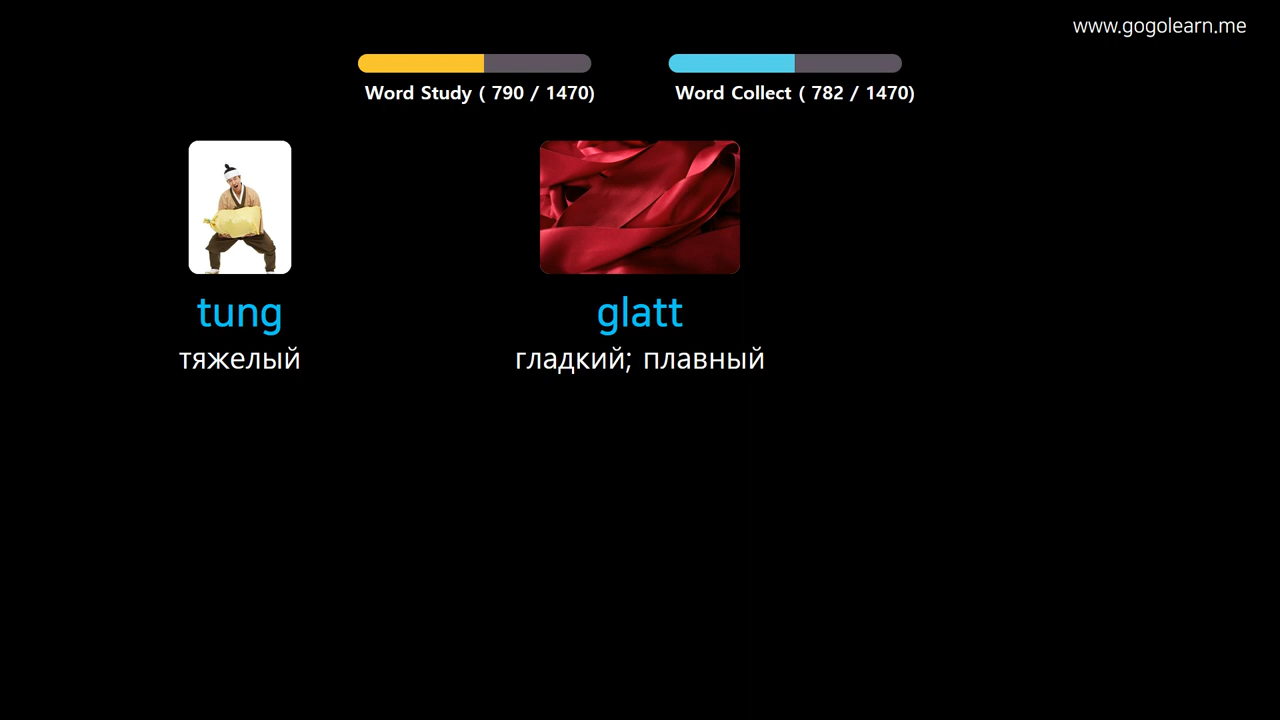 www.gogolearn.me
Word Study ( 790 / 1470)
Word Collect ( 782 / 1470)
tung
тяжелый
glatt
гладкий; плавный